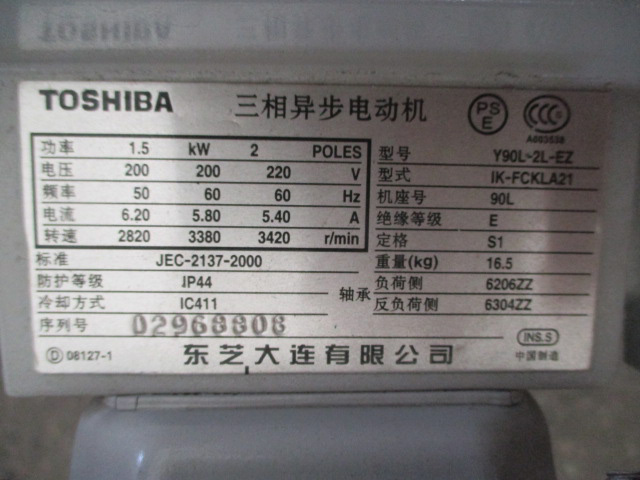 TOSHIBA 三相异步电动机 PS E CCC
A003538
功率 1.5 kW 2 POLES
电压 200 200 220 V
频率 50 60 60 Hz
电流 6.20 5.80 5.40 A
转速 2820 3380 3420 r/min
标准 JEC-2137-2000
防护等级 JP44
冷却方式 IC411
序列号 02968808
型号 Y90L-2L-EZ
型式 IK-FCKLA21
机座号 90L
绝缘等级 E
定格 S1
重量(kg) 16.5
轴承 负荷侧 6206ZZ
反负荷侧 6304ZZ
D 08127-1 东芝大连有限公司 INS.S
中国制造